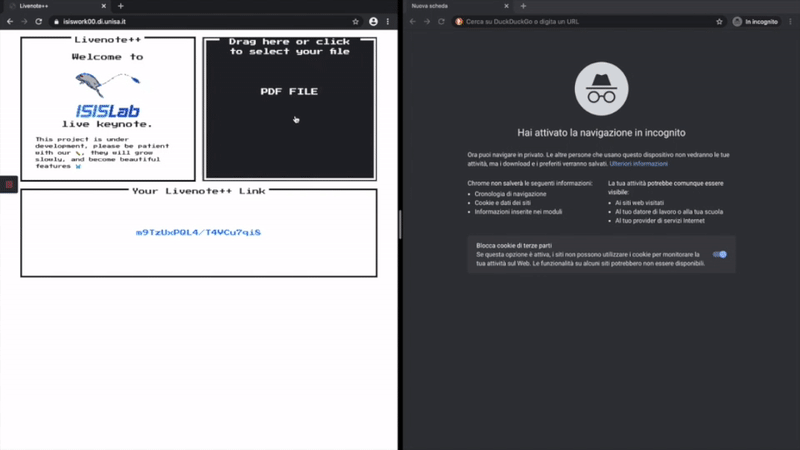 Livenote++
isiswork00.di.unisa.it
Livenote++
Welcome to
ISISLab
live keynote.
This project is under
development, please be patient
with our
, they will grow
slowly, and become beautiful
features
Drag here or click
to select your file
PDF FILE
Your Livenote++ Link
m9TzUxPQL4/T4VCu7qi8
Nuova scheda
Cerca su DuckDuckGo o digita un URL
In incognito
Hai attivato la navigazione in incognito
Ora puoi navigare in privato. Le altre persone che usano questo dispositivo non vedranno le tue
attività, ma i download e i preferiti verranno salvati. Ulteriori informazioni
Chrome non salverà le seguenti informazioni:
• Cronologia di navigazione
• Cookie e dati dei siti
• Informazioni inserite nei moduli
La tua attività potrebbe comunque essere
visibile:
• Ai siti web visitati
• Al tuo datore di lavoro o alla tua scuola
• Al tuo provider di servizi Internet
Blocca cookie di terze parti
Se questa opzione è attiva, i siti non possono utilizzare i cookie per monitorare la
tua attività sul Web. Le funzionalità su alcuni siti potrebbero non essere disponibili.